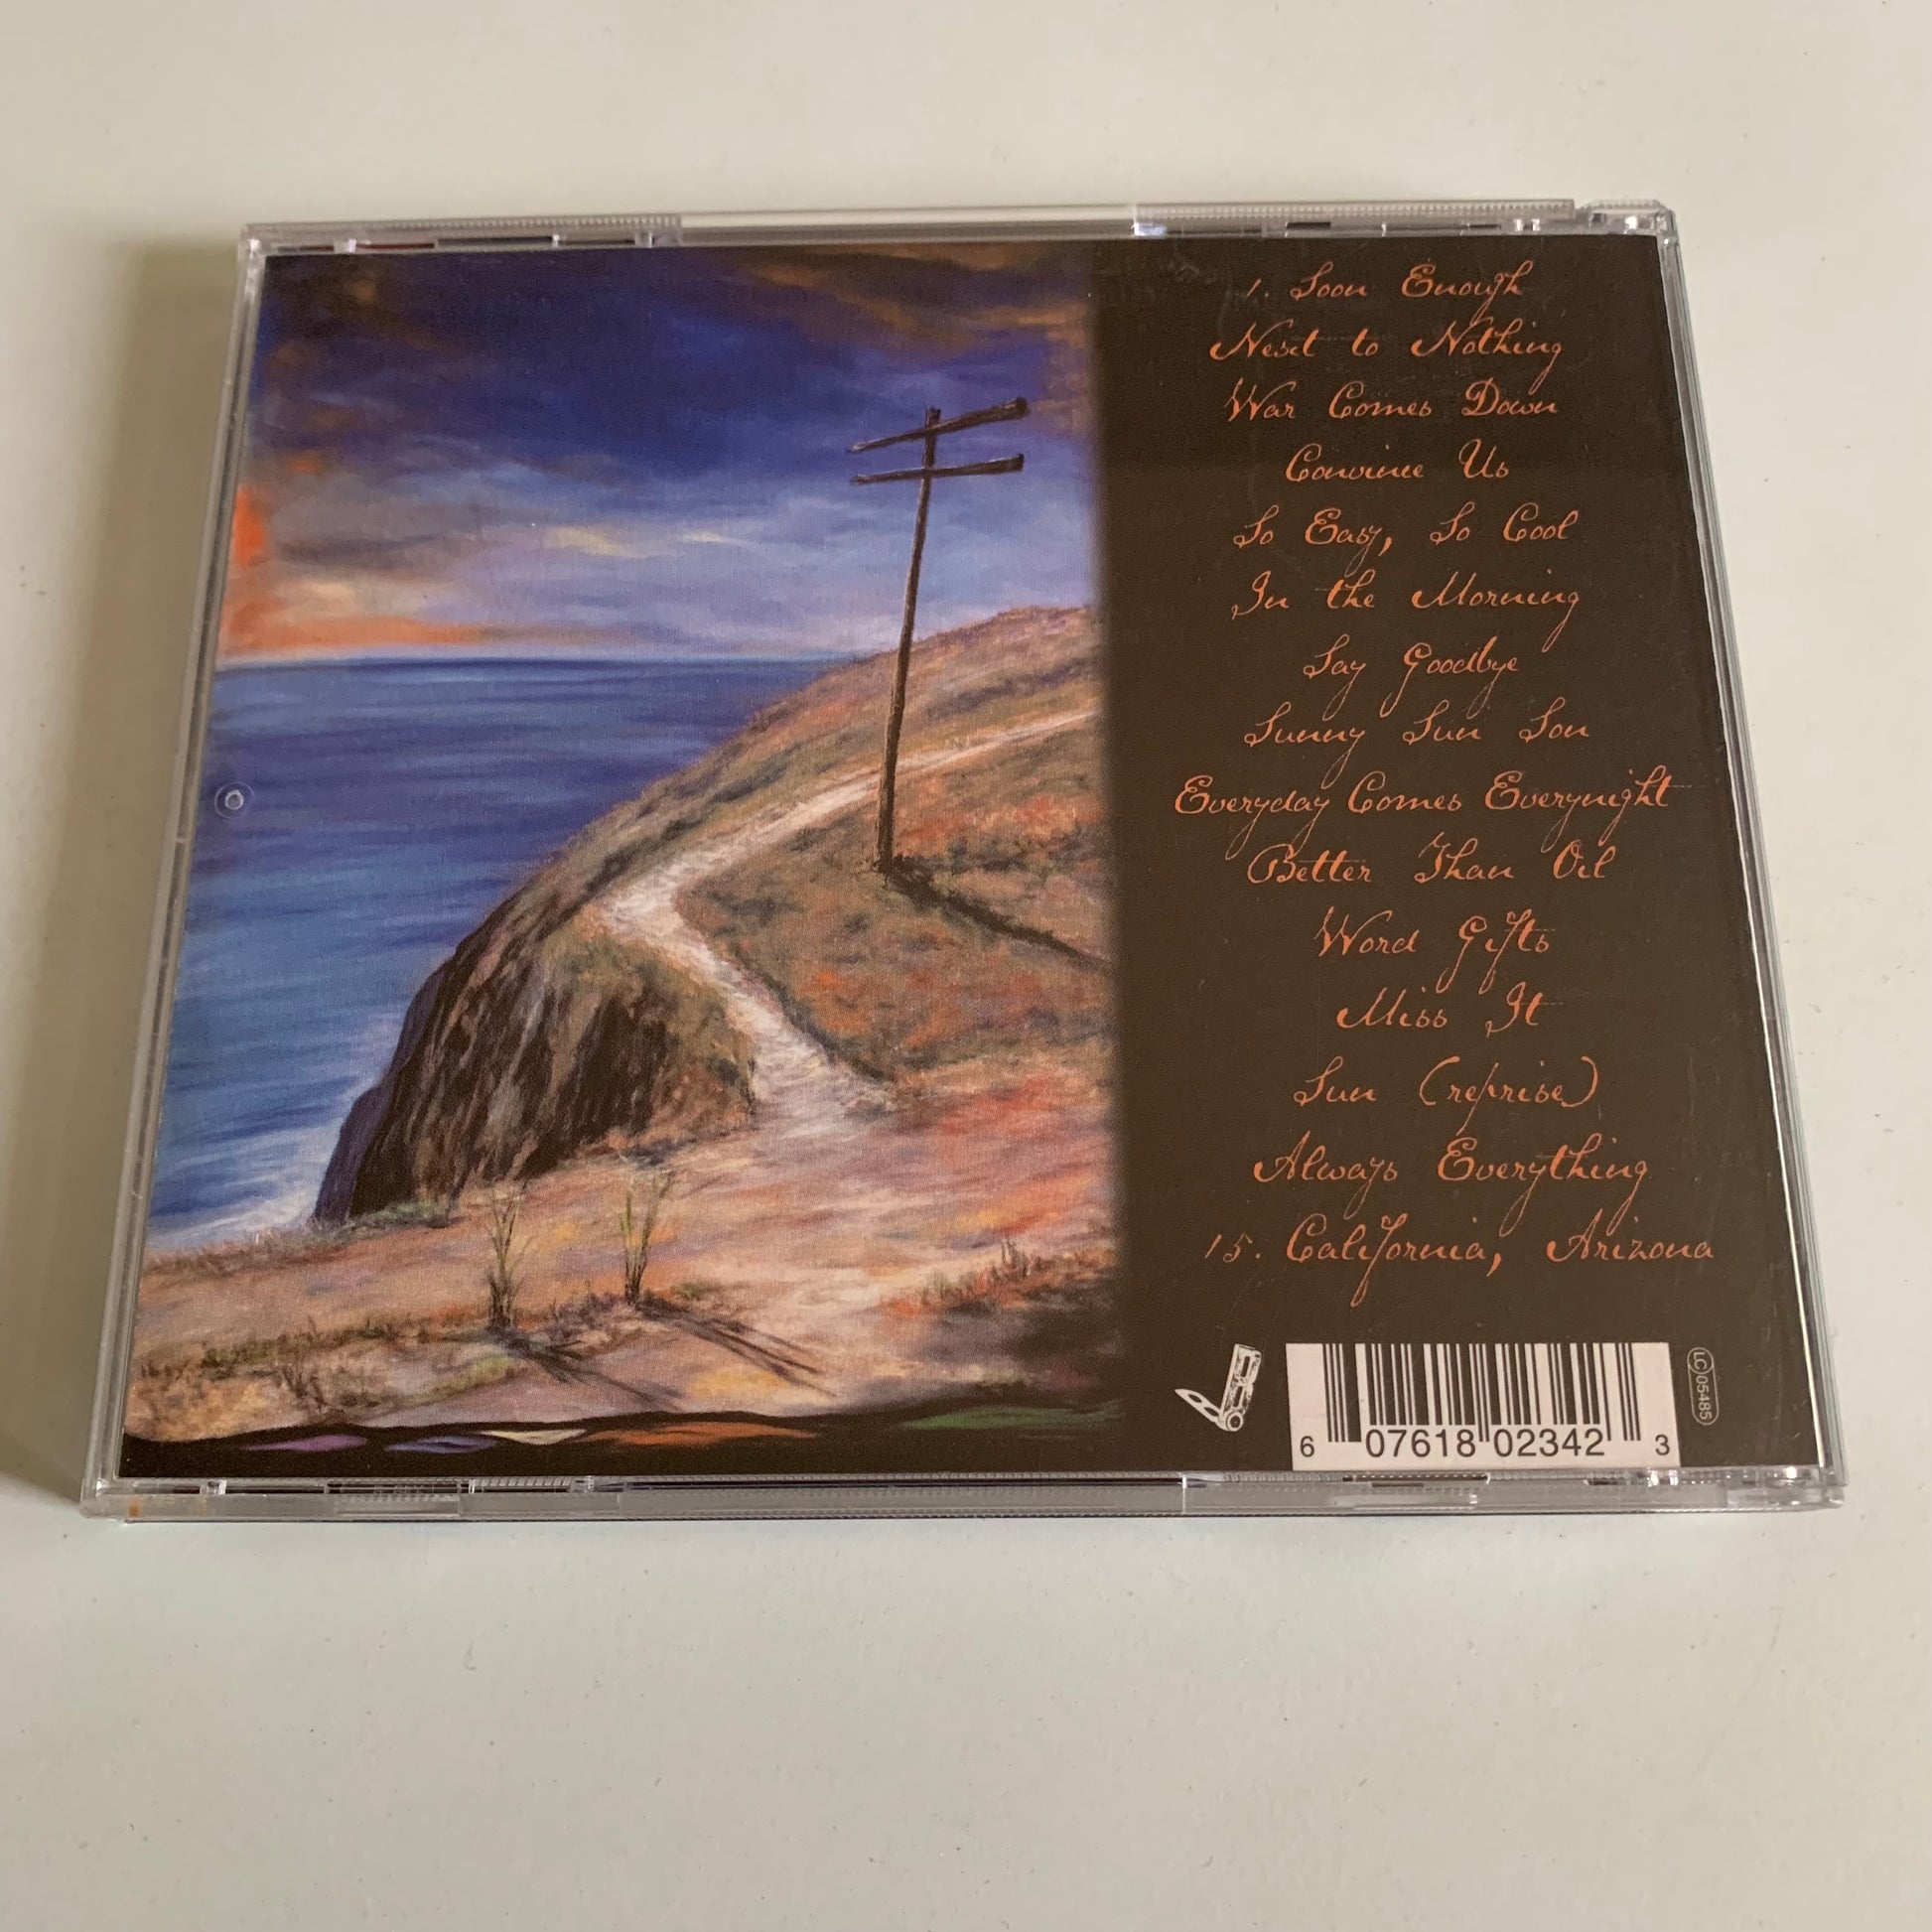 1. Soon Enough
Next to Nothing
War Comes Down
Convince Us
So Easy, So Cool
In the Morning
Say Goodbye
Sunny Sun Son
Everyday Comes Everynight
Better Than Oil
Word Gifts
Miss It
Sun (reprise)
Always Everything
15. California, Arizona
6 07618 02342 3
LC 05485